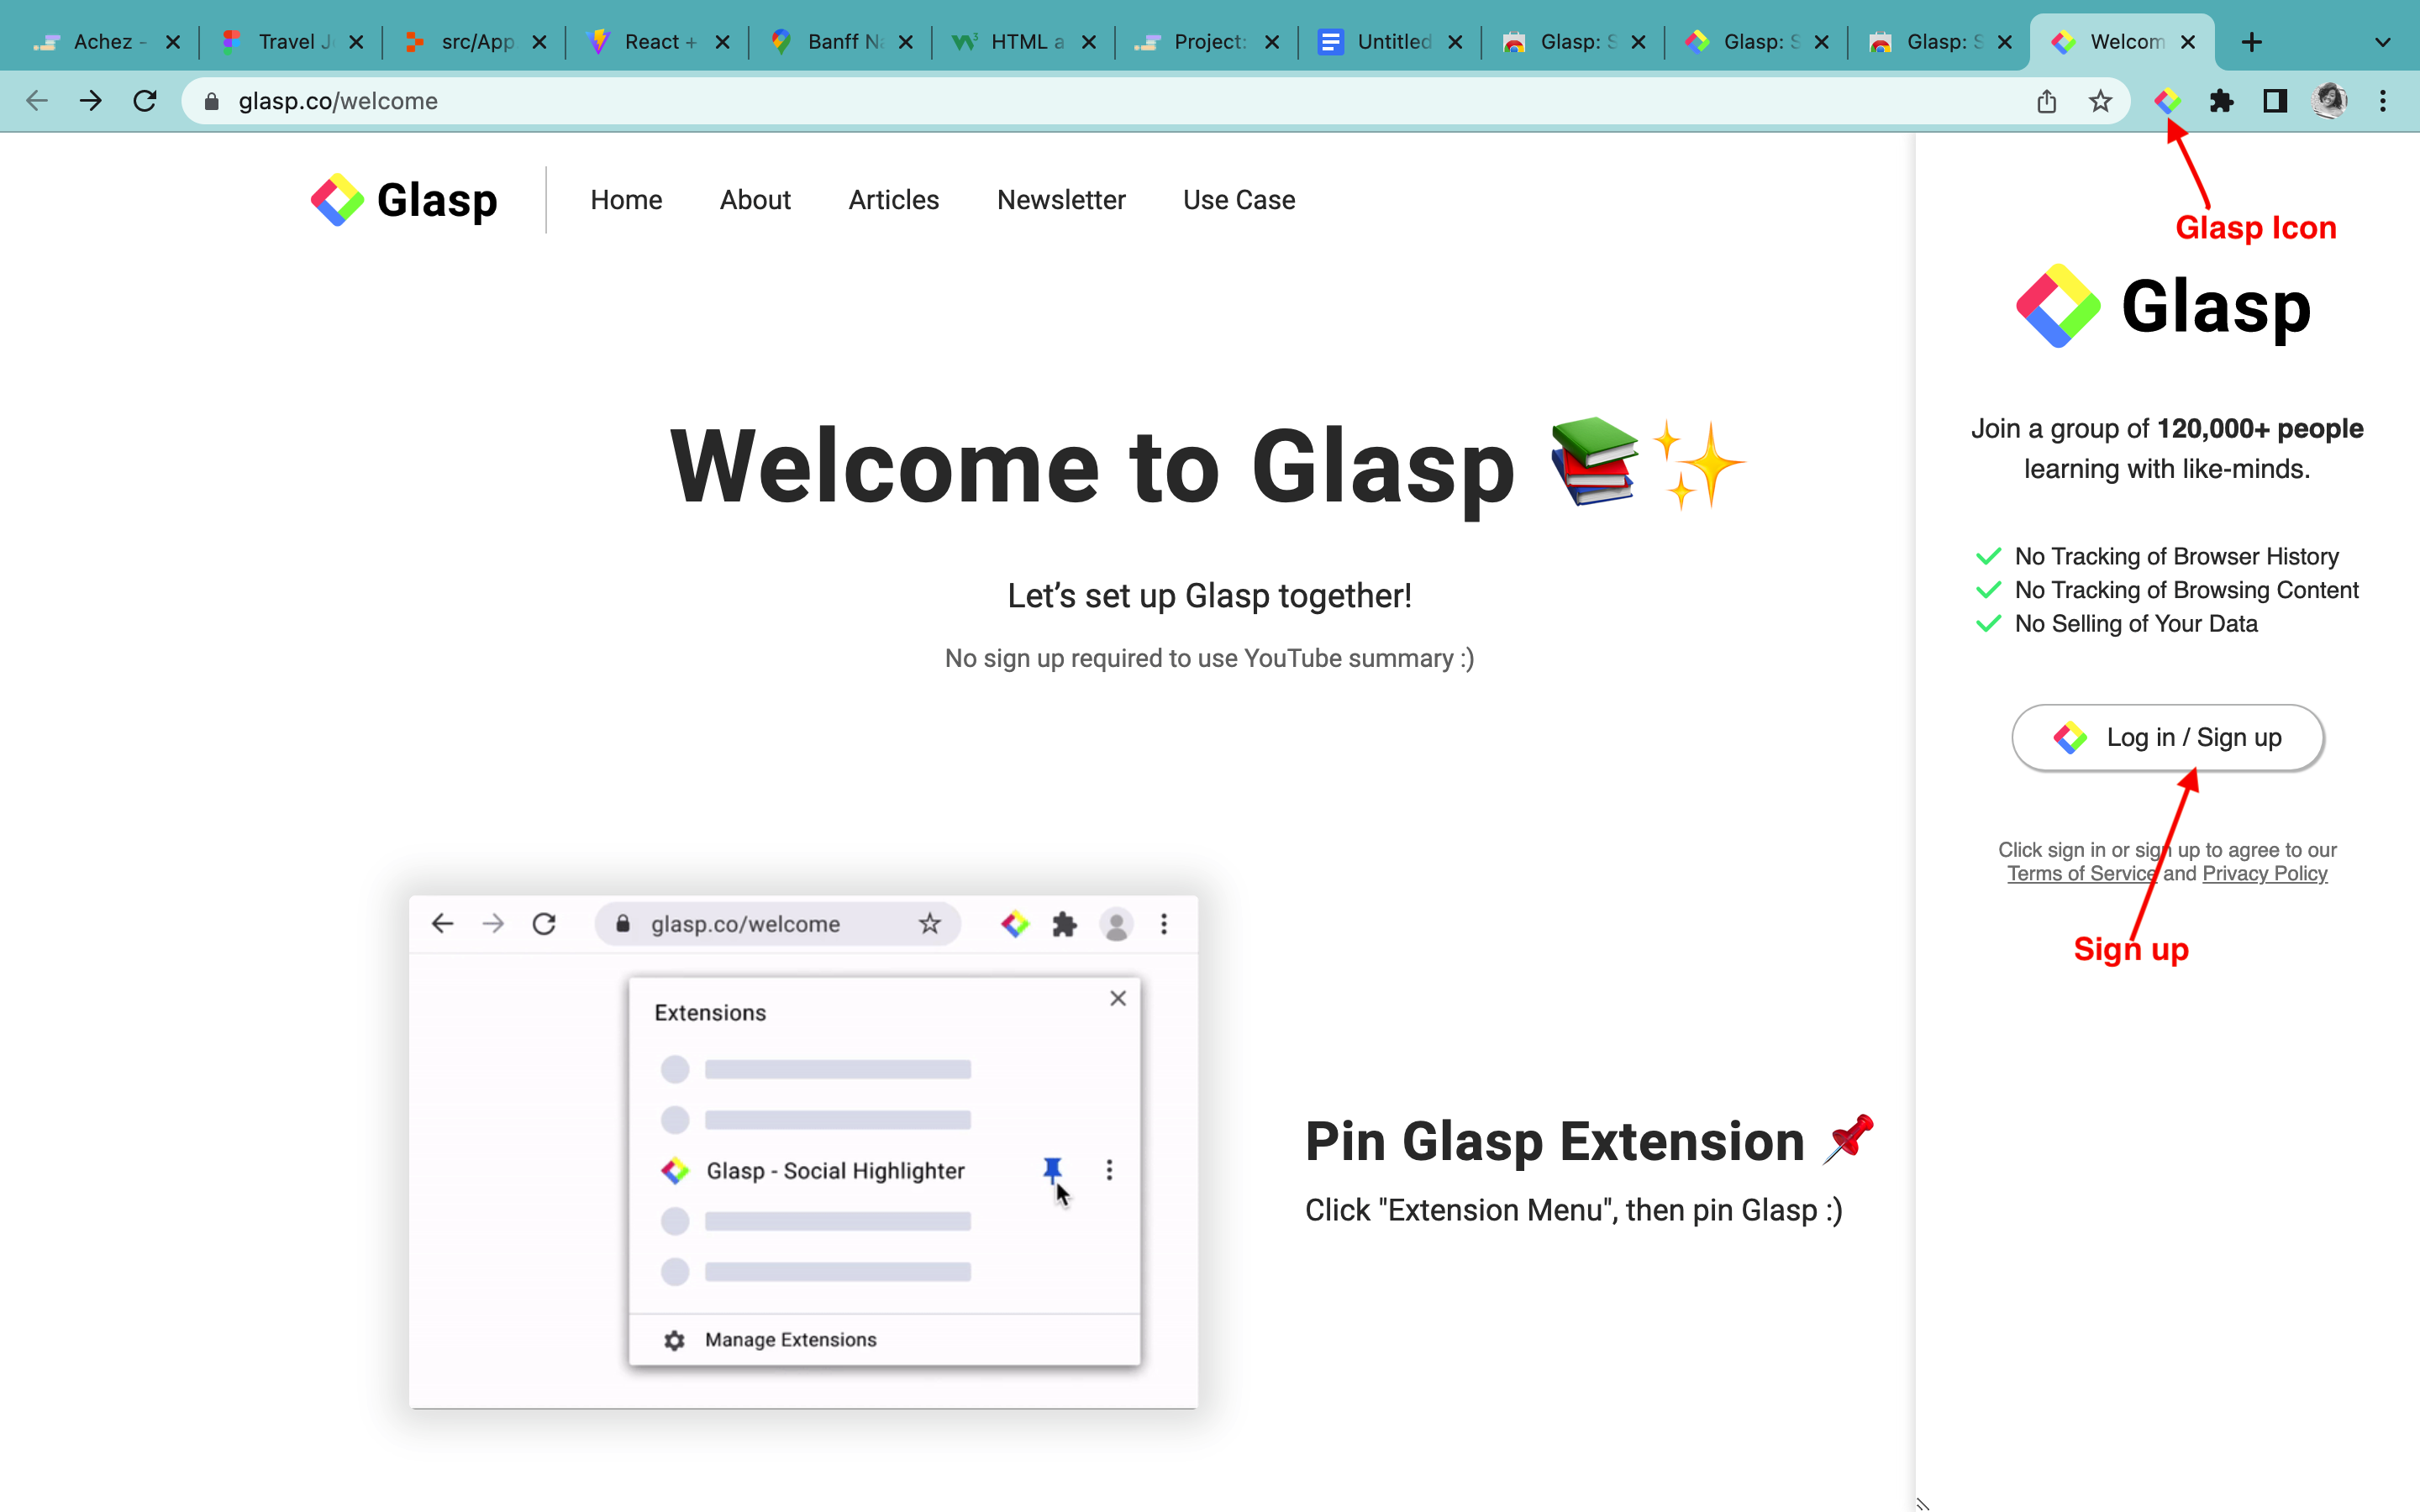 Achez -
Travel J
src/App
React +
Banff Na
HTML a
Project:
Untitled
Glasp: S
Glasp: S
Glasp: S
Welcom
glasp.co/welcome
Glasp
Home
About
Articles
Newsletter
Use Case
Glasp Icon
Glasp
Welcome to Glasp
Let’s set up Glasp together!
No sign up required to use YouTube summary :)
Join a group of 120,000+ people
learning with like-minds.
No Tracking of Browser History
No Tracking of Browsing Content
No Selling of Your Data
Log in / Sign up
Click sign in or sign up to agree to our
Terms of Service and Privacy Policy
Sign up
glasp.co/welcome
Extensions
Glasp - Social Highlighter
Manage Extensions
Pin Glasp Extension
Click "Extension Menu", then pin Glasp :)